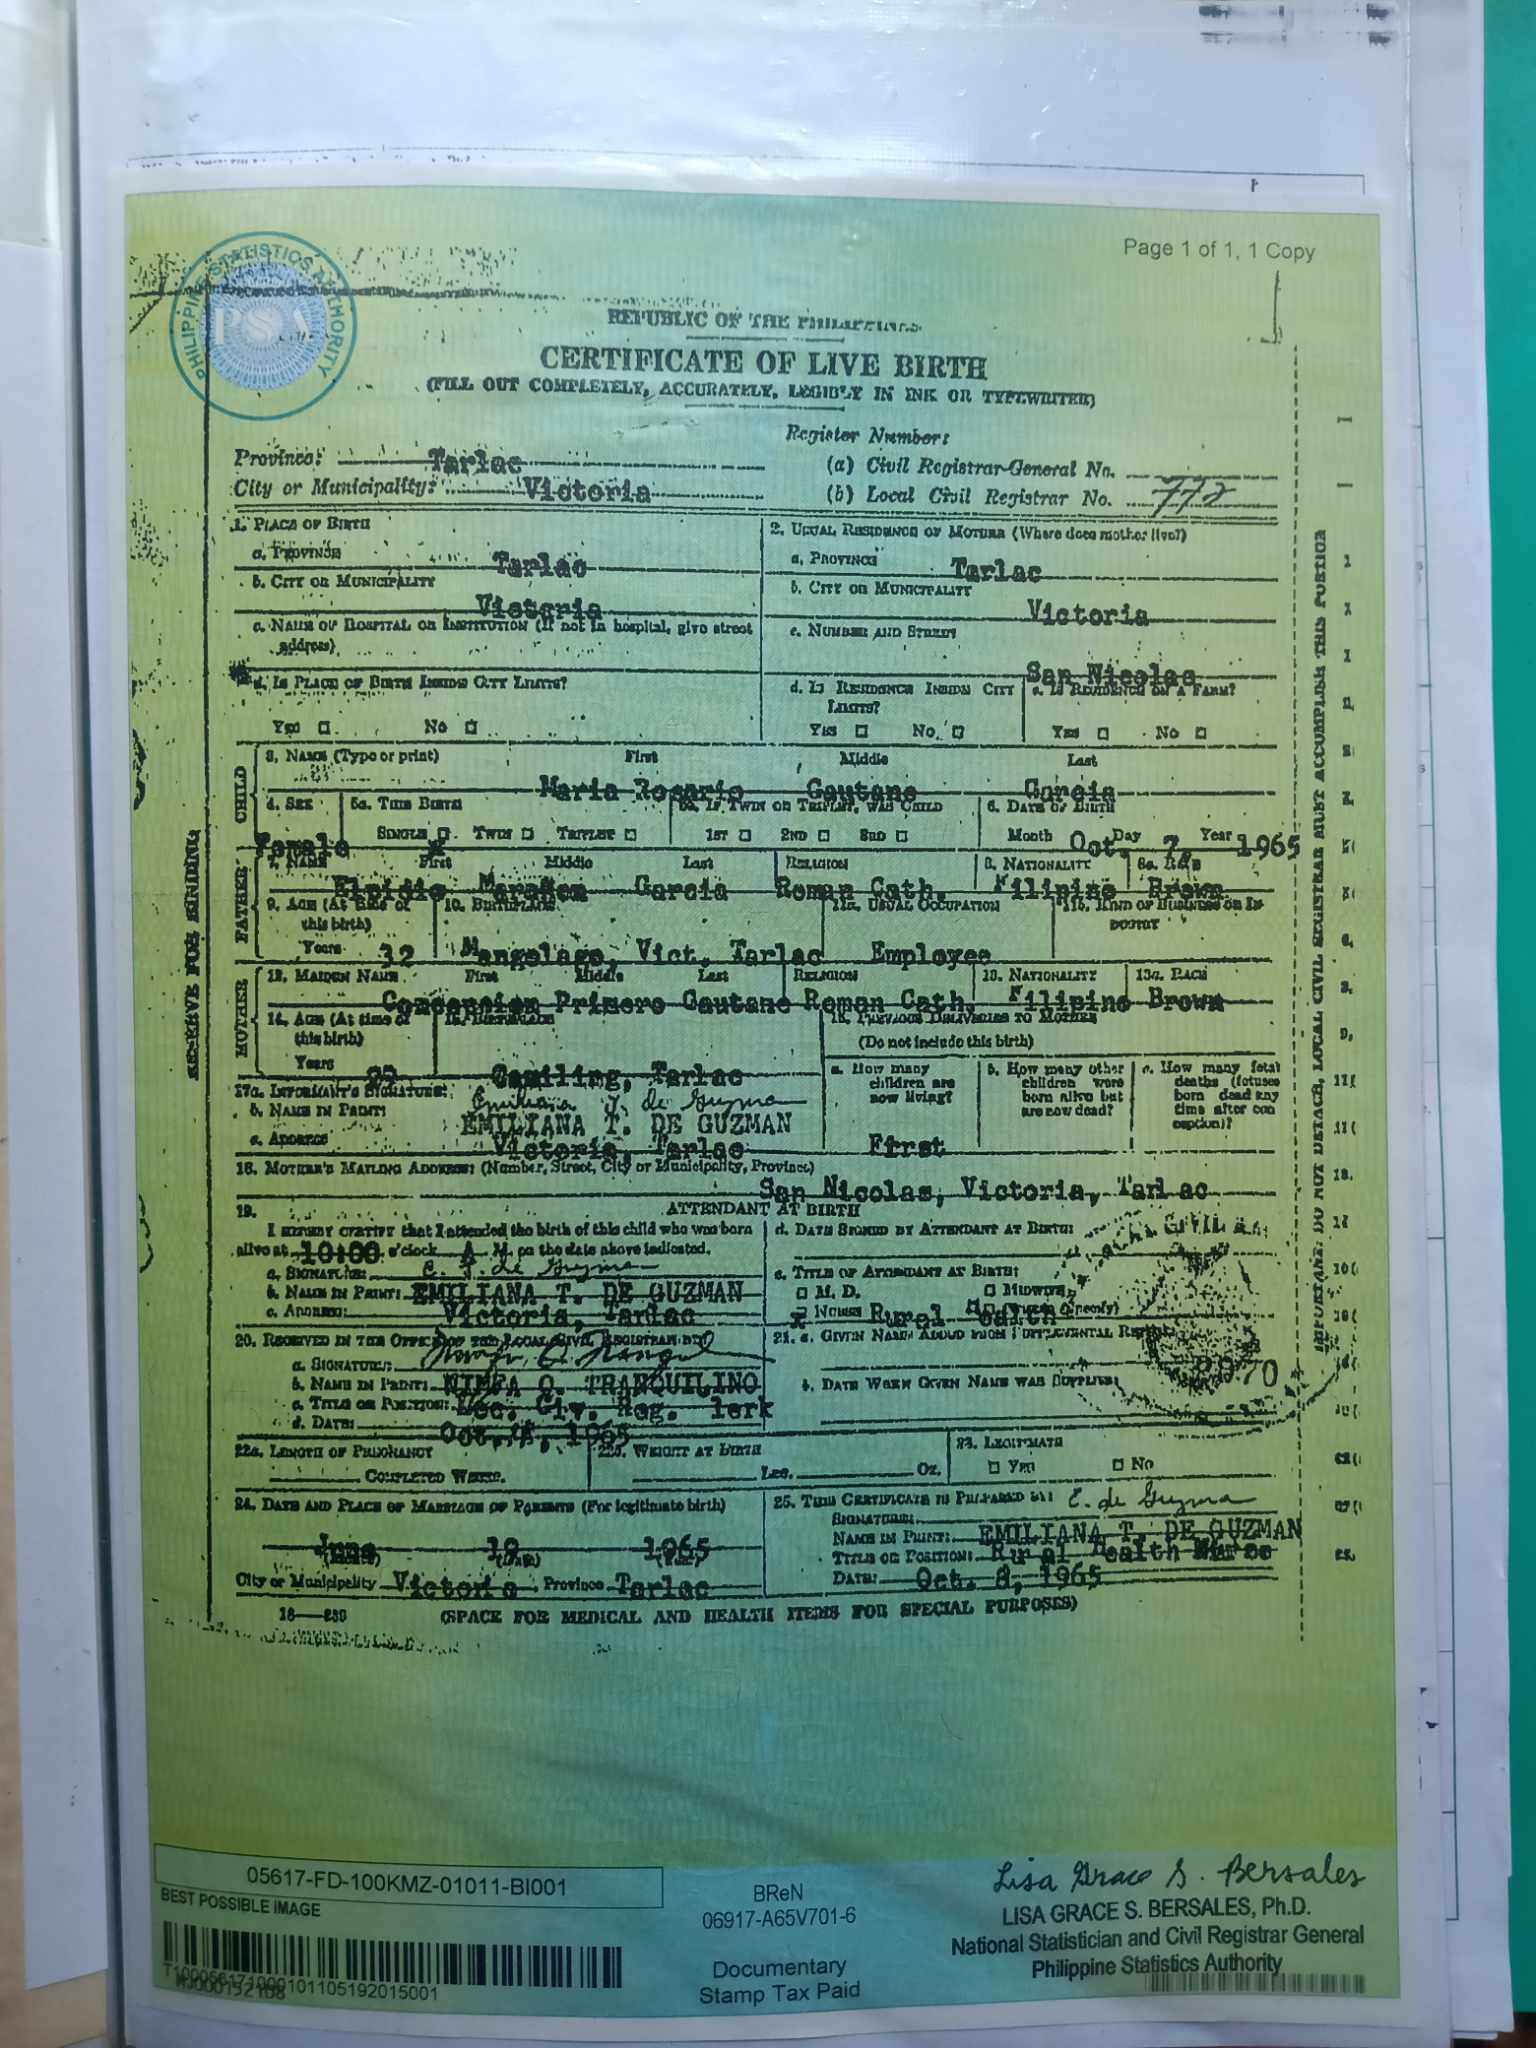 Page 1 of 1, 1 Copy
PHILIPPINE STATISTICS AUTHORITY
PSA
REPUBLIC OF THE PHILIPPINES
CERTIFICATE OF LIVE BIRTH
(FILL OUT COMPLETELY, ACCURATELY, LEGIBLY IN INK OR TYPEWRITER)
Register Number:
Province: Tarlac (a) Civil Registrar-General No.
City or Municipality: Victoria (b) Local Civil Registrar No. 772
1. PLACE OF BIRTH 2. USUAL RESIDENCE OF MOTHER (Where does mother live?)
a. PROVINCE Tarlac a. PROVINCE Tarlac
b. CITY OR MUNICIPALITY Victoria b. CITY OR MUNICIPALITY Victoria
c. NAME OF HOSPITAL OR INSTITUTION (If not in hospital, give street address) c. NUMBER AND STREET San Nicolas
d. IS PLACE OF BIRTH INSIDE CITY LIMITS? d. IS RESIDENCE INSIDE CITY LIMITS? e. IS RESIDENCE ON A FARM?
YES NO YES NO YES NO
CHILD
3. NAME (Type or print) First Middle Last
Maria Rosario Cautane Garcia
4. SEX 5a. THIS BIRTH 5b. IF TWIN OR TRIPLET, WAS CHILD 6. DATE OF BIRTH
SINGLE TWIN TRIPLET 1ST 2ND 3RD Month Day Year
Female x Oct. 7, 1965
FATHER
7. NAME First Middle Last RELIGION 8. NATIONALITY 8a. RACE
Elpidio Garcia Roman Cath. Filipino Brown
9. AGE (At time of this birth) 10. BIRTHPLACE 11a. USUAL OCCUPATION 11b. KIND OF BUSINESS OR INDUSTRY
Years 32 Mangolago, Vict. Tarlac Employee
MOTHER
12. MAIDEN NAME First Middle Last RELIGION 13. NATIONALITY 13a. RACE
Concepcion Primero Cautane Roman Cath. Filipino Brown
14. AGE (At time of this birth) 15. BIRTHPLACE 16. PREVIOUS DELIVERIES TO MOTHER
(Do not include this birth)
Years 25 Camiling, Tarlac
a. How many children are now living? b. How many other children were born alive but are now dead? c. How many fetal deaths (fetuses born dead any time after conception)?
First
17a. INFORMANT'S SIGNATURE: Emiliana T. de Guzman
b. NAME IN PRINT: EMILIANA T. DE GUZMAN
c. ADDRESS Victoria, Tarlac
18. MOTHER'S MAILING ADDRESS: (Number, Street, City or Municipality, Province)
San Nicolas, Victoria, Tarlac
19. ATTENDANT AT BIRTH
I HEREBY CERTIFY that I attended the birth of this child who was born alive at 10:00 o'clock A M. on the date above indicated.
a. SIGNATURE: E. T. de Guzman
b. NAME IN PRINT: EMILIANA T. DE GUZMAN
c. ADDRESS: Victoria, Tarlac
d. DATE SIGNED BY ATTENDANT AT BIRTH:
e. TITLE OF ATTENDANT AT BIRTH:
M. D. MIDWIFE
x NURSE Rural Health (specify)
20. RECEIVED IN THE OFFICE OF THE LOCAL CIVIL REGISTRAR BY:
a. SIGNATURE:
b. NAME IN PRINT: NIMFA O. TRANQUILINO
c. TITLE OR POSITION: Civ. Reg. lerk
d. DATE: Oct. 1965
21. a. GIVEN NAME ADDED FROM SUPPLEMENTAL REPORT:
b. DATE WHEN GIVEN NAME WAS SUPPLIED:
22a. LENGTH OF PREGNANCY 22b. WEIGHT AT BIRTH 23. LEGITIMATE
COMPLETED WEEKS. LBS. OZ. YES NO
24. DATE AND PLACE OF MARRIAGE OF PARENTS (For legitimate birth)
June 19 1965
(Month) (Date) (Year)
City or Municipality Victoria Province Tarlac
25. THIS CERTIFICATE IS PREPARED BY: E. de Guzman
SIGNATURE:
NAME IN PRINT: EMILIANA T. DE GUZMAN
TITLE OR POSITION: Rural Health Nurse
DATE: Oct. 8, 1965
(SPACE FOR MEDICAL AND HEALTH ITEMS FOR SPECIAL PURPOSES)
RESERVE FOR BINDING
IMPORTANT: DO NOT DETACH, LOCAL CIVIL REGISTRAR MUST ACCOMPLISH THIS PORTION
05617-FD-100KMZ-01011-BI001
BEST POSSIBLE IMAGE
BReN
06917-A65V701-6
Documentary
Stamp Tax Paid
Lisa Grace S. Bersales
LISA GRACE S. BERSALES, Ph.D.
National Statistician and Civil Registrar General
Philippine Statistics Authority